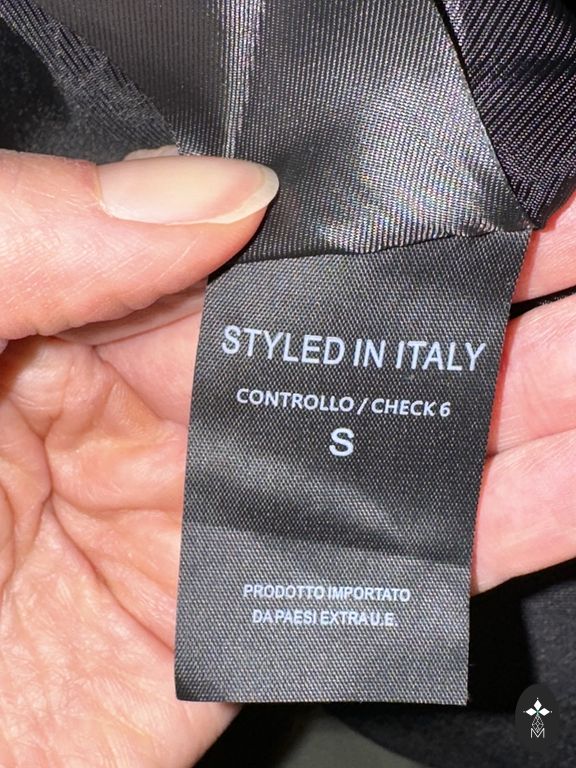 STYLED IN ITALY
CONTROLLO / CHECK 6
S
PRODOTTO IMPORTATO
DA PAESI EXTRA U.E.
M